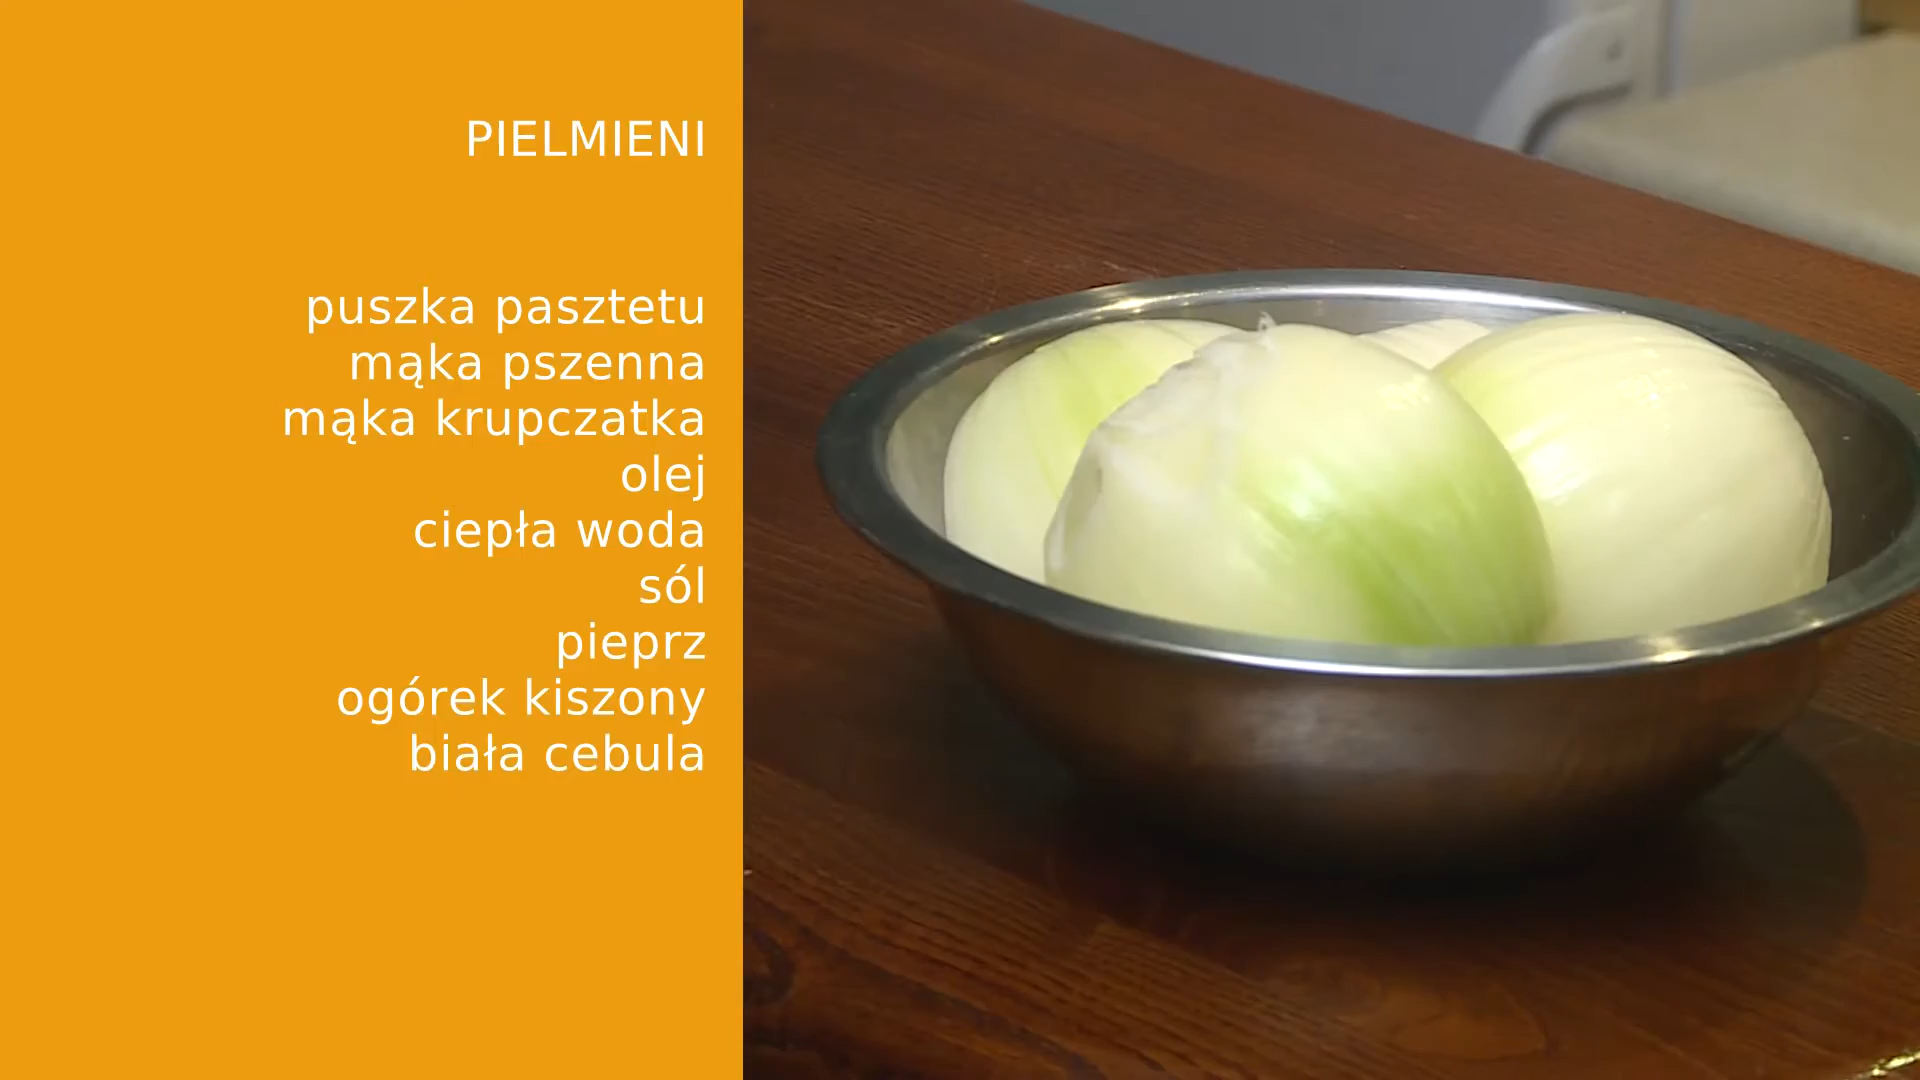 PIELMIENI
puszka pasztetu
mąka pszenna
mąka krupczatka
olej
ciepła woda
sól
pieprz
ogórek kiszony
biała cebula